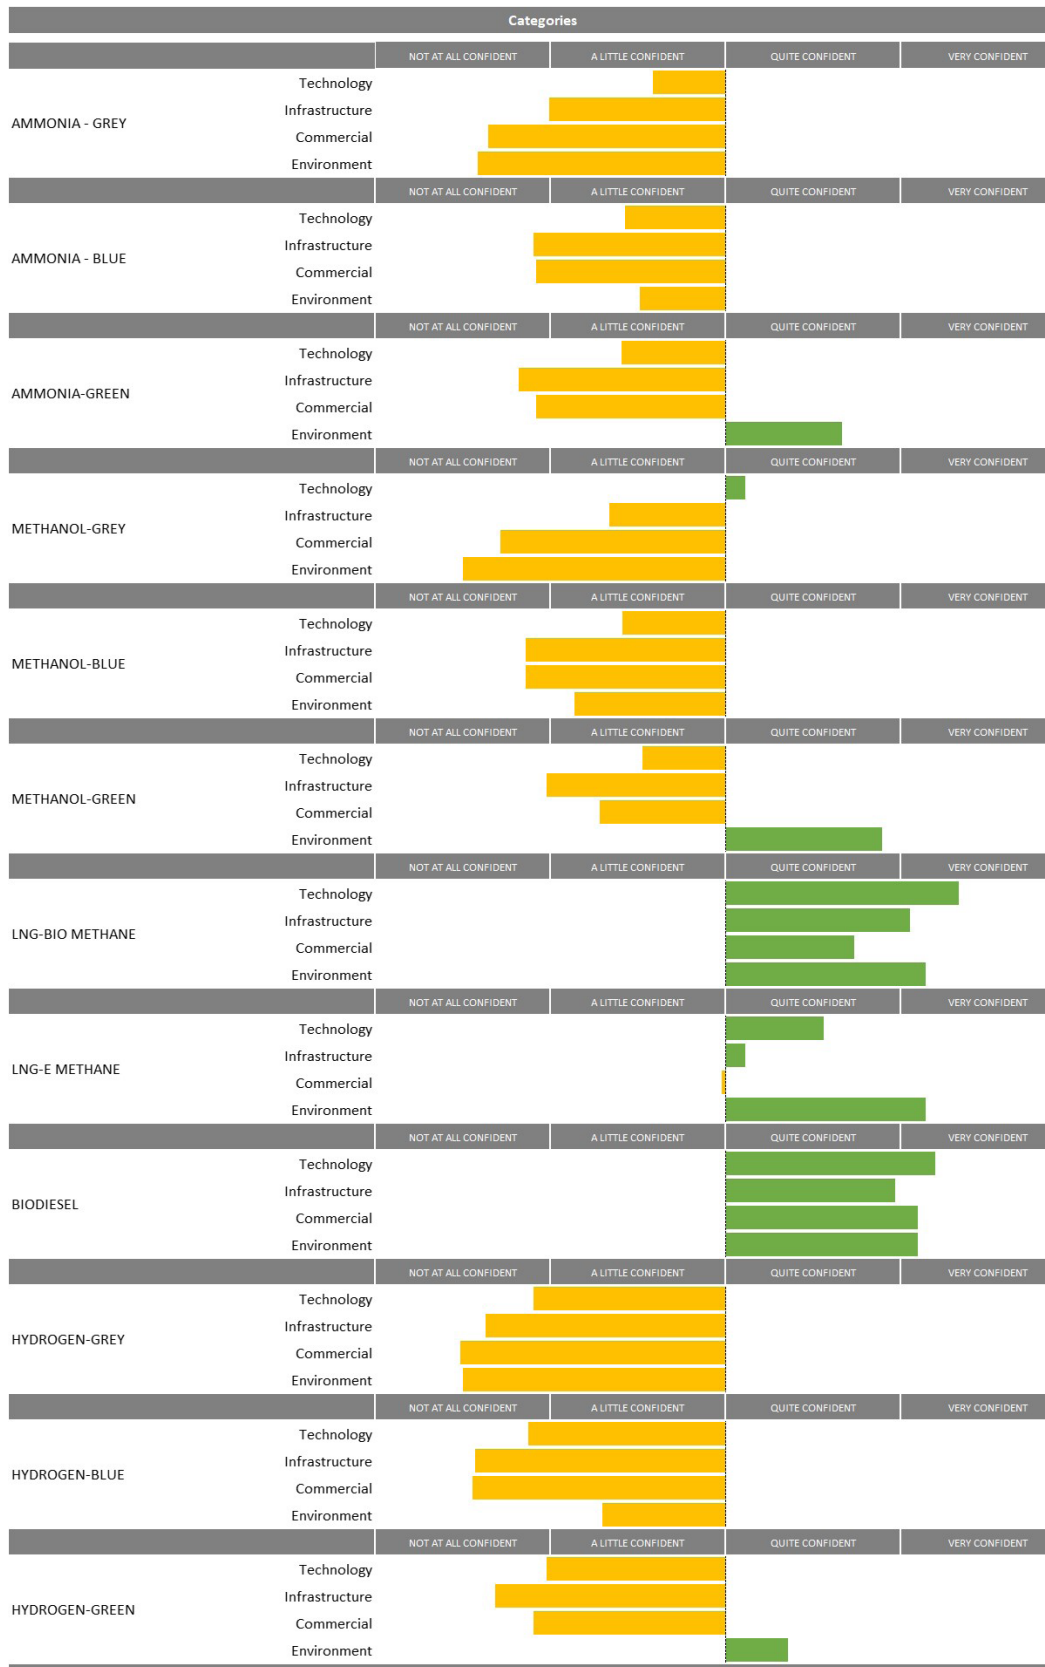 Categories
NOT AT ALL CONFIDENT A LITTLE CONFIDENT QUITE CONFIDENT VERY CONFIDENT
AMMONIA - GREY
Technology
Infrastructure
Commercial
Environment
NOT AT ALL CONFIDENT A LITTLE CONFIDENT QUITE CONFIDENT VERY CONFIDENT
AMMONIA - BLUE
Technology
Infrastructure
Commercial
Environment
NOT AT ALL CONFIDENT A LITTLE CONFIDENT QUITE CONFIDENT VERY CONFIDENT
AMMONIA-GREEN
Technology
Infrastructure
Commercial
Environment
NOT AT ALL CONFIDENT A LITTLE CONFIDENT QUITE CONFIDENT VERY CONFIDENT
METHANOL-GREY
Technology
Infrastructure
Commercial
Environment
NOT AT ALL CONFIDENT A LITTLE CONFIDENT QUITE CONFIDENT VERY CONFIDENT
METHANOL-BLUE
Technology
Infrastructure
Commercial
Environment
NOT AT ALL CONFIDENT A LITTLE CONFIDENT QUITE CONFIDENT VERY CONFIDENT
METHANOL-GREEN
Technology
Infrastructure
Commercial
Environment
NOT AT ALL CONFIDENT A LITTLE CONFIDENT QUITE CONFIDENT VERY CONFIDENT
LNG-BIO METHANE
Technology
Infrastructure
Commercial
Environment
NOT AT ALL CONFIDENT A LITTLE CONFIDENT QUITE CONFIDENT VERY CONFIDENT
LNG-E METHANE
Technology
Infrastructure
Commercial
Environment
NOT AT ALL CONFIDENT A LITTLE CONFIDENT QUITE CONFIDENT VERY CONFIDENT
BIODIESEL
Technology
Infrastructure
Commercial
Environment
NOT AT ALL CONFIDENT A LITTLE CONFIDENT QUITE CONFIDENT VERY CONFIDENT
HYDROGEN-GREY
Technology
Infrastructure
Commercial
Environment
NOT AT ALL CONFIDENT A LITTLE CONFIDENT QUITE CONFIDENT VERY CONFIDENT
HYDROGEN-BLUE
Technology
Infrastructure
Commercial
Environment
NOT AT ALL CONFIDENT A LITTLE CONFIDENT QUITE CONFIDENT VERY CONFIDENT
HYDROGEN-GREEN
Technology
Infrastructure
Commercial
Environment